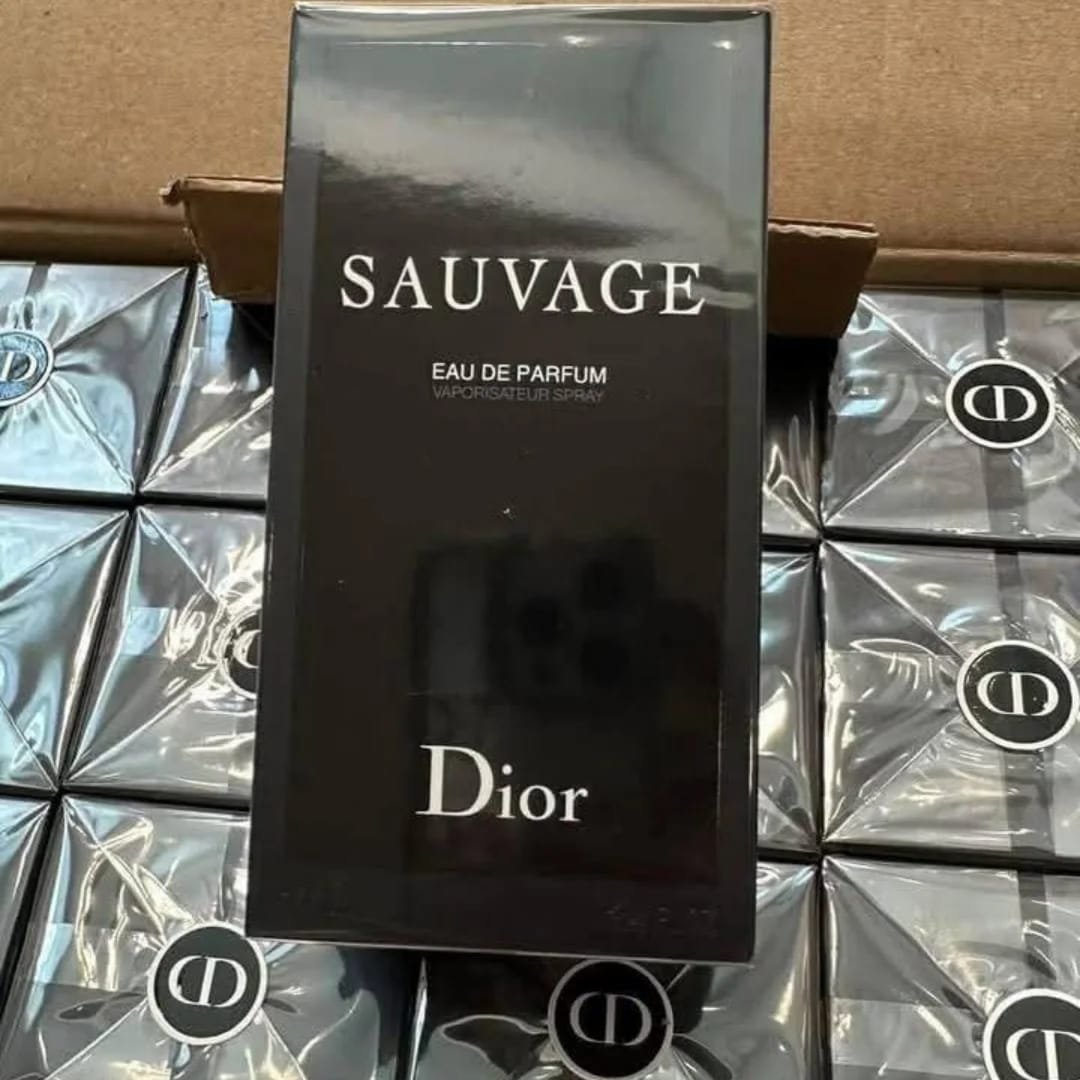 SAUVAGE
EAU DE PARFUM
VAPORISATEUR SPRAY
Dior